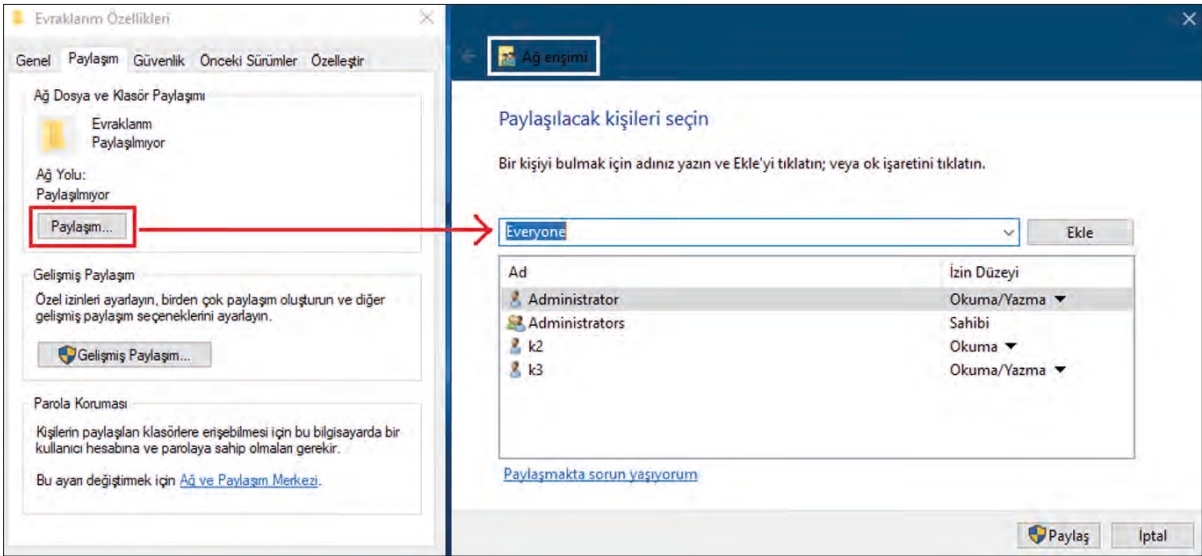 Evraklarım Özellikleri
Genel Paylaşım Güvenlik Önceki Sürümler Özelleştir
Ağ Dosya ve Klasör Paylaşımı
Evraklarım
Paylaşılmıyor
Ağ Yolu:
Paylaşılmıyor
Paylaşım...
Gelişmiş Paylaşım
Özel izinleri ayarlayın, birden çok paylaşım oluşturun ve diğer
gelişmiş paylaşım seçeneklerini ayarlayın.
Gelişmiş Paylaşım...
Parola Koruması
Kişilerin paylaşılan klasörlere erişebilmesi için bu bilgisayarda bir
kullanıcı hesabına ve parolaya sahip olmaları gerekir.
Bu ayarı değiştirmek için Ağ ve Paylaşım Merkezi.
Ağ erişimi
Paylaşılacak kişileri seçin
Bir kişiyi bulmak için adınız yazın ve Ekle'yi tıklatın; veya ok işaretini tıklatın.
Everyone
Ekle
Ad İzin Düzeyi
Administrator Okuma/Yazma
Administrators Sahibi
k2 Okuma
k3 Okuma/Yazma
Paylaşmakta sorun yaşıyorum
Paylaş İptal